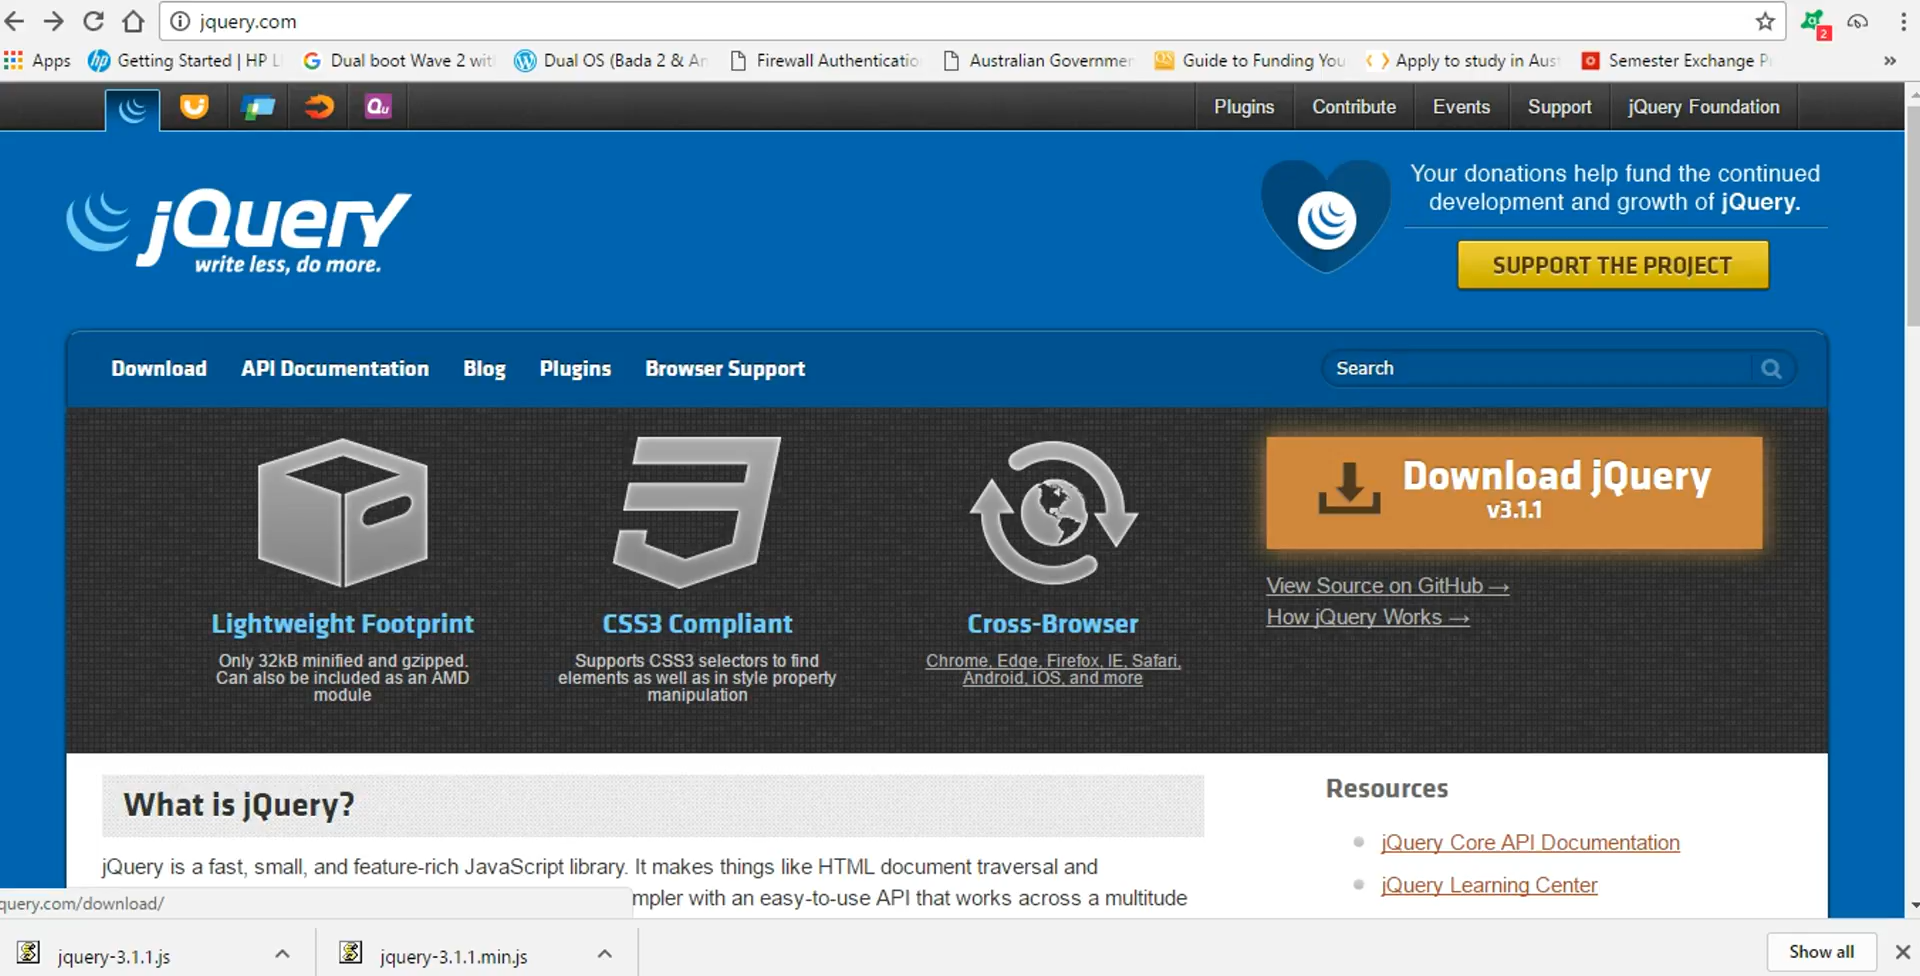 jquery.com
2
Apps
Getting Started | HP
Dual boot Wave 2 wit
Dual OS (Bada 2 & An
Firewall Authenticatio
Australian Governmer
Guide to Funding You
Apply to study in Aus
Semester Exchange P
»
Qu
Plugins
Contribute
Events
Support
jQuery Foundation
jQuery
write less, do more.
Your donations help fund the continued
development and growth of jQuery.
SUPPORT THE PROJECT
Download
API Documentation
Blog
Plugins
Browser Support
Search
Lightweight Footprint
Only 32kB minified and gzipped.
Can also be included as an AMD
module
CSS3 Compliant
Supports CSS3 selectors to find
elements as well as in style property
manipulation
Cross-Browser
Chrome, Edge, Firefox, IE, Safari,
Android, iOS, and more
Download jQuery
v3.1.1
View Source on GitHub →
How jQuery Works →
What is jQuery?
jQuery is a fast, small, and feature-rich JavaScript library. It makes things like HTML document traversal and
mpler with an easy-to-use API that works across a multitude
Resources
jQuery Core API Documentation
jQuery Learning Center
query.com/download/
jquery-3.1.1.js
jquery-3.1.1.min.js
Show all